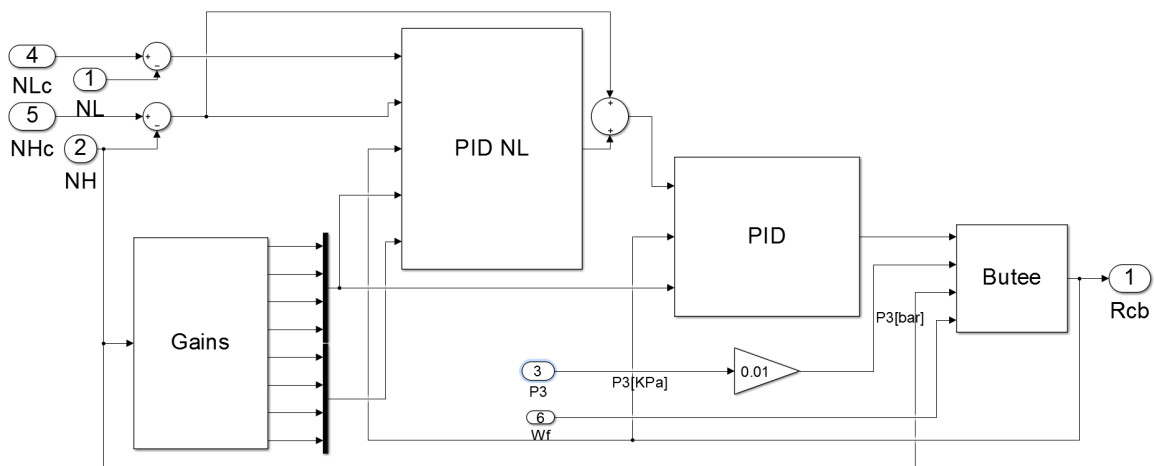 4
NLc
1
NL
5
NHc
2
NH
+
−
+
−
PID NL
+
+
PID
Gains
Butee
1
Rcb
P3[bar]
3
P3
P3[KPa]
0.01
6
Wf